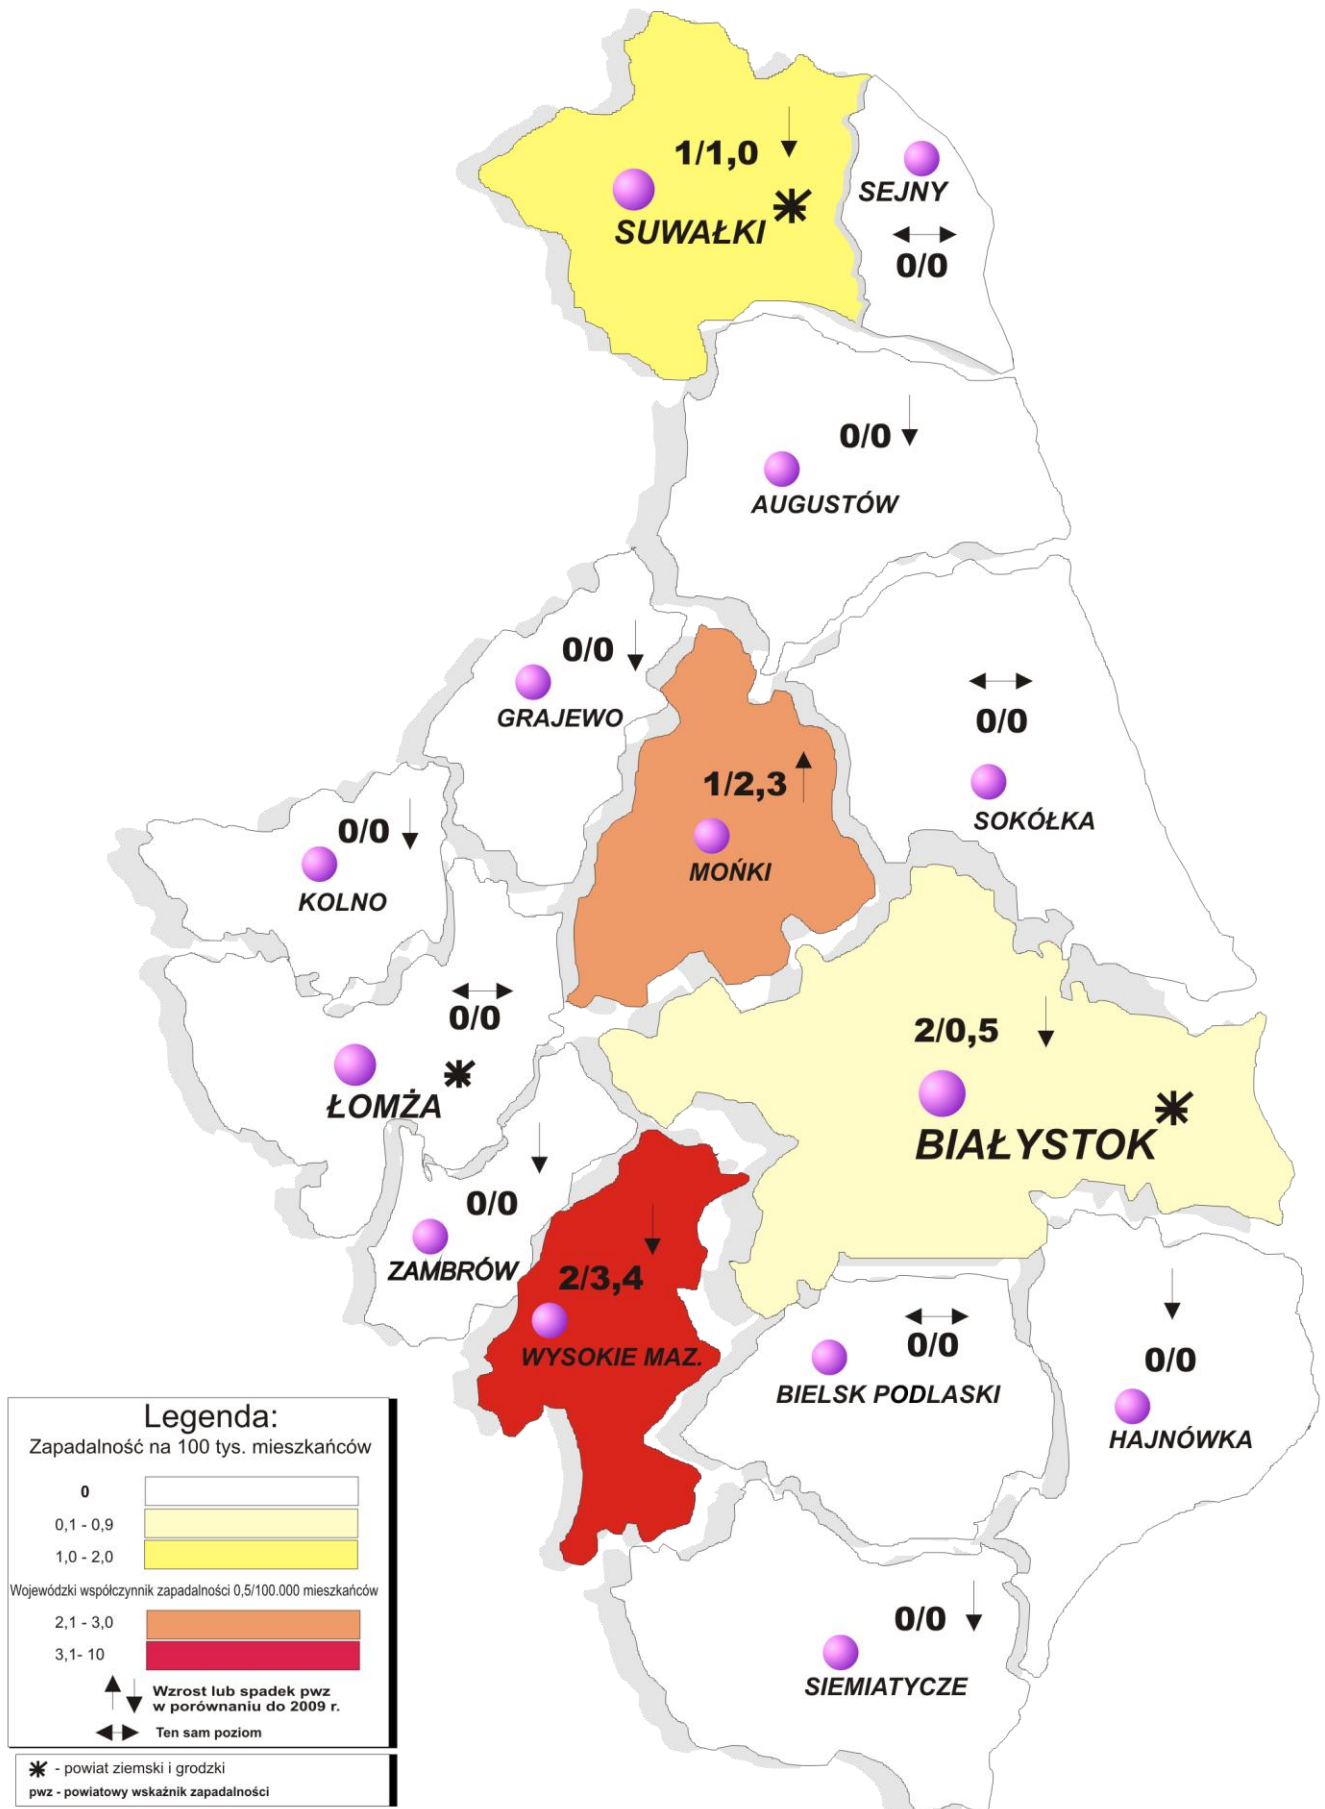 1/1,0
SUWAŁKI
SEJNY
0/0
0/0
AUGUSTÓW
0/0
GRAJEWO
0/0
SOKÓŁKA
1/2,3
MOŃKI
0/0
KOLNO
0/0
ŁOMŻA
2/0,5
BIAŁYSTOK
0/0
ZAMBRÓW
2/3,4
WYSOKIE MAZ.
0/0
BIELSK PODLASKI
0/0
HAJNÓWKA
0/0
SIEMIATYCZE
Legenda:
Zapadalność na 100 tys. mieszkańców
0
0,1 - 0,9
1,0 - 2,0
Wojewódzki współczynnik zapadalności 0,5/100.000 mieszkańców
2,1 - 3,0
3,1- 10
Wzrost lub spadek pwz
w porównaniu do 2009 r.
Ten sam poziom
- powiat ziemski i grodzki
pwz - powiatowy wskaźnik zapadalności